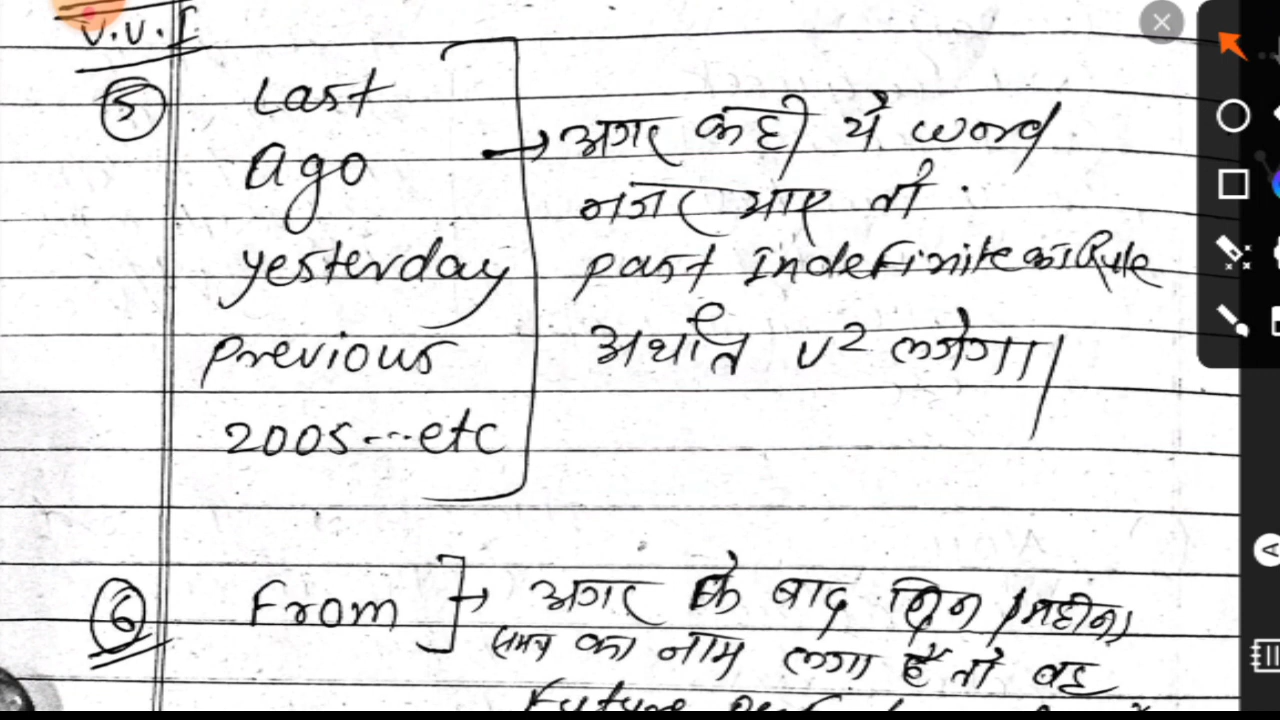 V.V.I
5 Last
Ago
yesterday
previous
2005...etc
→ अगर कही ये word
नजर आए तो
past Indefinite का Rule
अर्थात V2 लगेगा।
6 From → अगर के बाद दिन/महीना/
समय का नाम लगा हैं तो वह
Future